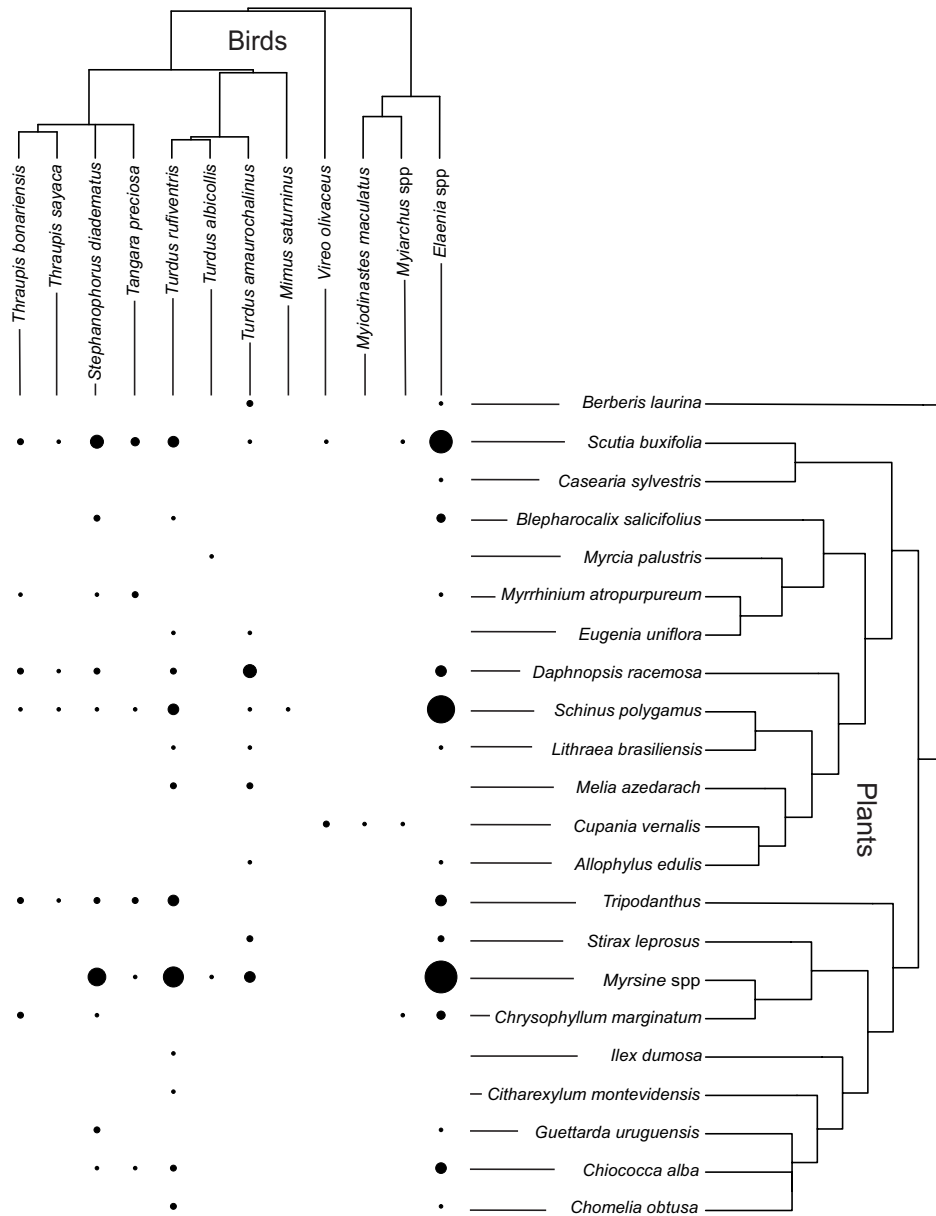 Birds
Thraupis bonariensis
Thraupis sayaca
Stephanophorus diadematus
Tangara preciosa
Turdus rufiventris
Turdus albicollis
Turdus amaurochalinus
Mimus saturninus
Vireo olivaceus
Myiodinastes maculatus
Myiarchus spp
Elaenia spp
Berberis laurina
Scutia buxifolia
Casearia sylvestris
Blepharocalix salicifolius
Myrcia palustris
Myrrhinium atropurpureum
Eugenia uniflora
Daphnopsis racemosa
Schinus polygamus
Lithraea brasiliensis
Melia azedarach
Cupania vernalis
Allophylus edulis
Tripodanthus
Stirax leprosus
Myrsine spp
Chrysophyllum marginatum
Ilex dumosa
Citharexylum montevidensis
Guettarda uruguensis
Chiococca alba
Chomelia obtusa
Plants